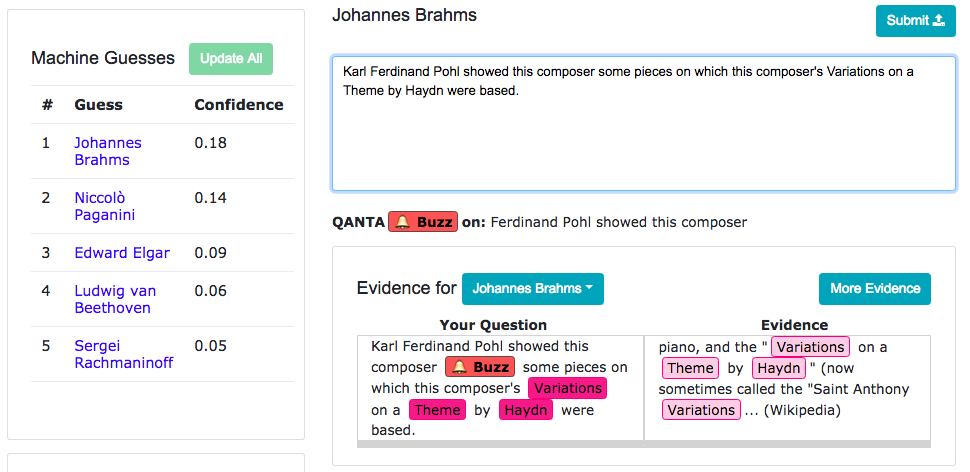 Machine Guesses Update All
# Guess Confidence
1 Johannes Brahms 0.18
2 Niccolò Paganini 0.14
3 Edward Elgar 0.09
4 Ludwig van Beethoven 0.06
5 Sergei Rachmaninoff 0.05
Johannes Brahms
Submit
Karl Ferdinand Pohl showed this composer some pieces on which this composer's Variations on a
Theme by Haydn were based.
QANTA Buzz on: Ferdinand Pohl showed this composer
Evidence for Johannes Brahms More Evidence
Your Question
Karl Ferdinand Pohl showed this
composer Buzz some pieces on
which this composer's Variations
on a Theme by Haydn were
based.
Evidence
piano, and the " Variations on a
Theme by Haydn " (now
sometimes called the "Saint Anthony
Variations ... (Wikipedia)